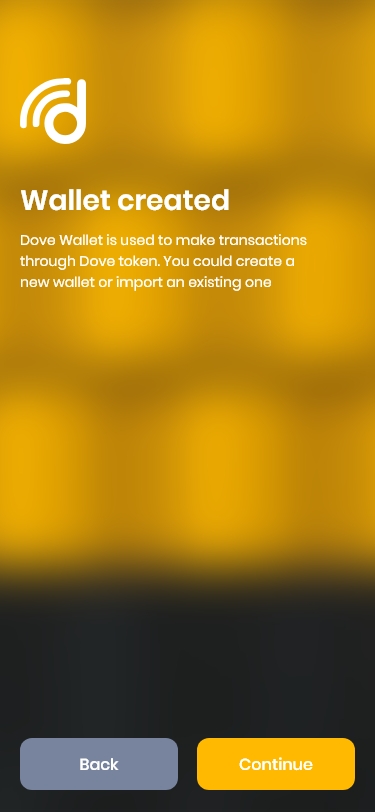 Wallet created
Dove Wallet is used to make transactions
through Dove token. You could create a
new wallet or import an existing one
Back
Continue